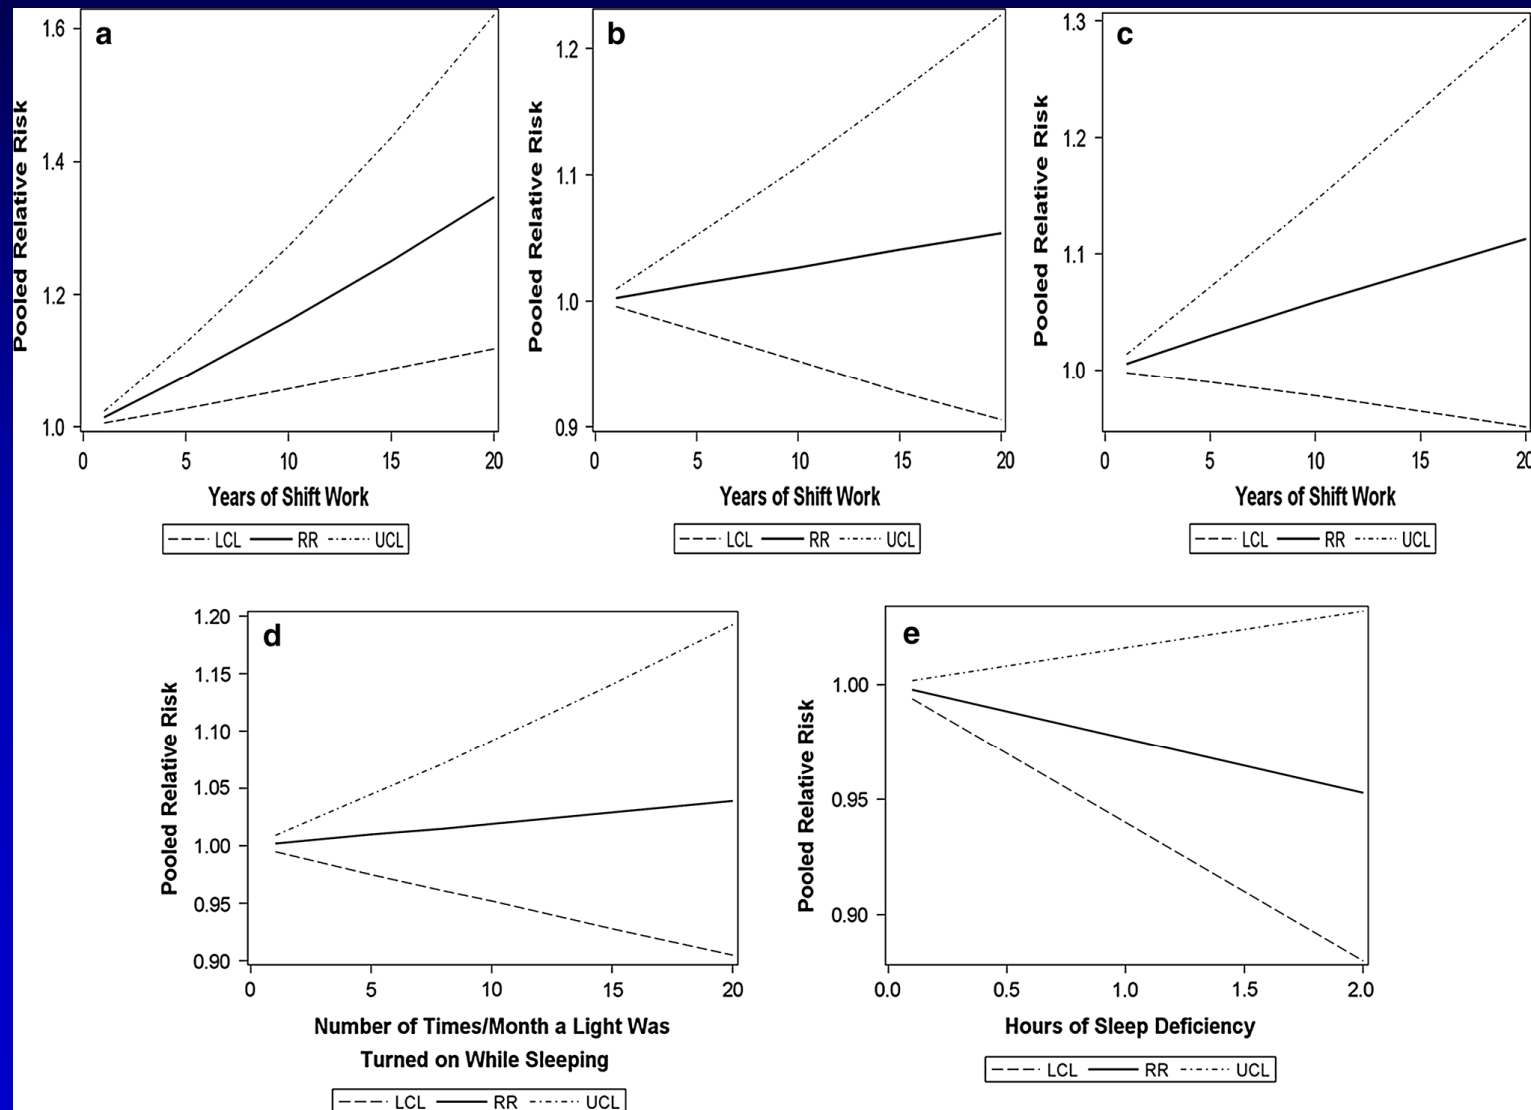 a
Pooled Relative Risk
1.6
1.4
1.2
1.0
0 5 10 15 20
Years of Shift Work
LCL RR UCL
b
Pooled Relative Risk
1.2
1.1
1.0
0.9
0 5 10 15 20
Years of Shift Work
LCL RR UCL
c
Pooled Relative Risk
1.3
1.2
1.1
1.0
0 5 10 15 20
Years of Shift Work
LCL RR UCL
d
Pooled Relative Risk
1.20
1.15
1.10
1.05
1.00
0.95
0.90
0 5 10 15 20
Number of Times/Month a Light Was
Turned on While Sleeping
LCL RR UCL
e
Pooled Relative Risk
1.00
0.95
0.90
0.0 0.5 1.0 1.5 2.0
Hours of Sleep Deficiency
LCL RR UCL